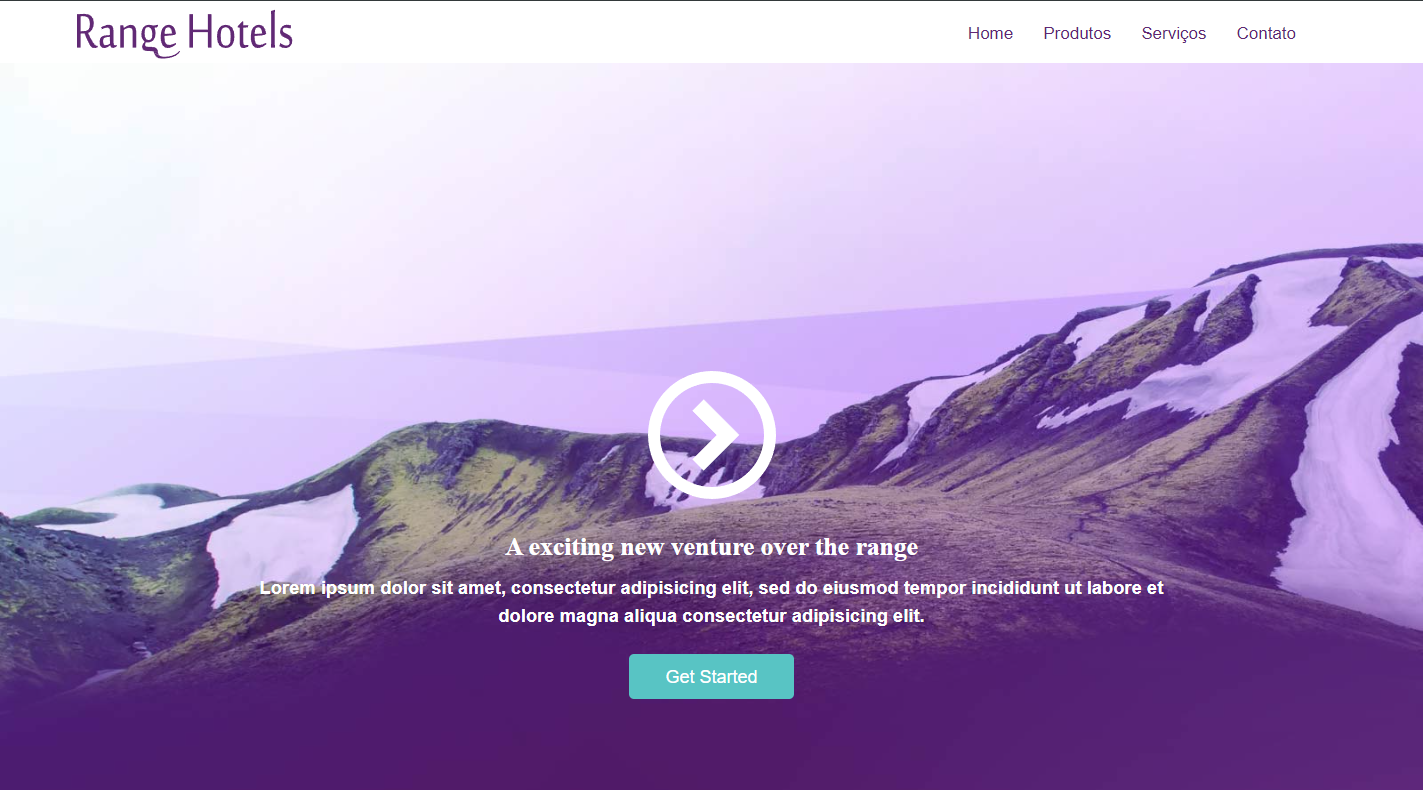 Range Hotels
Home Produtos Serviços Contato
A exciting new venture over the range
Lorem ipsum dolor sit amet, consectetur adipisicing elit, sed do eiusmod tempor incididunt ut labore et
dolore magna aliqua consectetur adipisicing elit.
Get Started